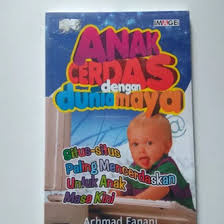 IMAGE
ANAK
CERDAS
dengan
dunia maya
@
Situs-situs
Paling Mencerdaskan
Untuk Anak
Masa Kini
Achmad Fanani